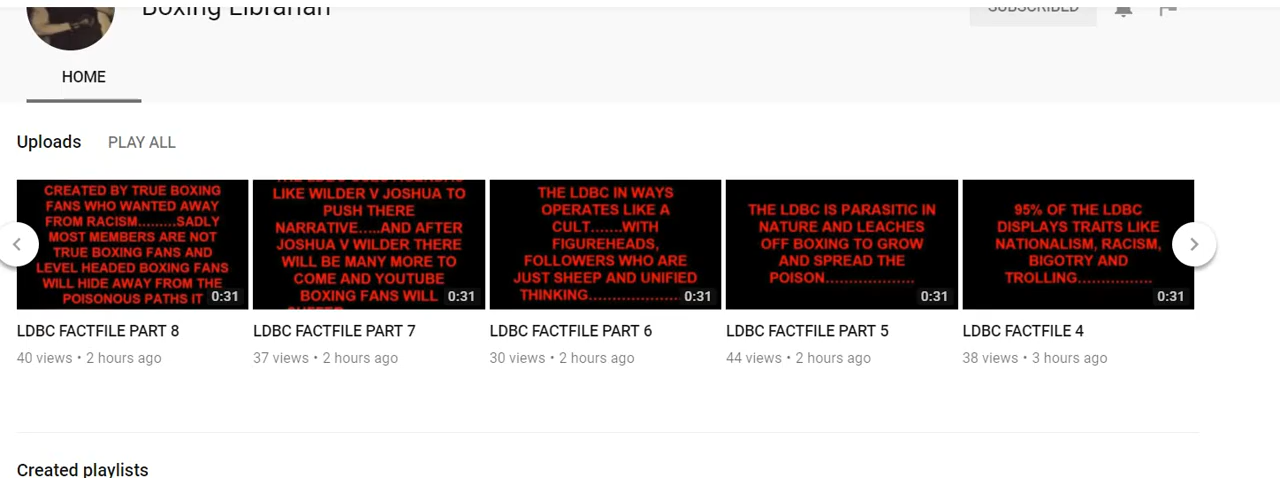 Boxing Librarian
SUBSCRIBED
HOME
Uploads PLAY ALL
CREATED BY TRUE BOXING
FANS WHO WANTED AWAY
FROM RACISM.........SADLY
MOST MEMBERS ARE NOT
TRUE BOXING FANS AND
LEVEL HEADED BOXING FANS
WILL HIDE AWAY FROM THE
POISONOUS PATHS IT
0:31
LIKE WILDER V JOSHUA TO
PUSH THERE
NARRATIVE.....AND AFTER
JOSHUA V WILDER THERE
WILL BE MANY MORE TO
COME AND YOUTUBE
BOXING FANS WILL
0:31
THE LDBC IN WAYS
OPERATES LIKE A
CULT.......WITH
FIGUREHEADS,
FOLLOWERS WHO ARE
JUST SHEEP AND UNIFIED
THINKING....................
0:31
THE LDBC IS PARASITIC IN
NATURE AND LEACHES
OFF BOXING TO GROW
AND SPREAD THE
POISON....................
0:31
95% OF THE LDBC
DISPLAYS TRAITS LIKE
NATIONALISM, RACISM,
BIGOTRY AND
TROLLING.................
0:31
LDBC FACTFILE PART 8
40 views • 2 hours ago
LDBC FACTFILE PART 7
37 views • 2 hours ago
LDBC FACTFILE PART 6
30 views • 2 hours ago
LDBC FACTFILE PART 5
44 views • 2 hours ago
LDBC FACTFILE 4
38 views • 3 hours ago
Created playlists